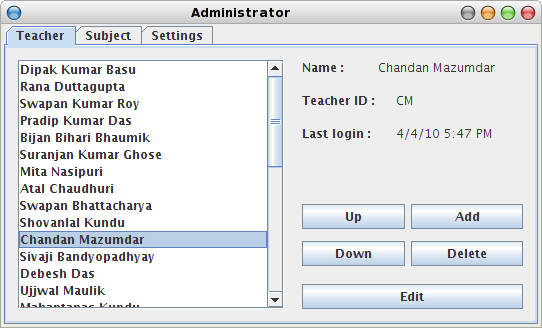 Administrator
Teacher Subject Settings
Dipak Kumar Basu
Rana Duttagupta
Swapan Kumar Roy
Pradip Kumar Das
Bijan Bihari Bhaumik
Suranjan Kumar Ghose
Mita Nasipuri
Atal Chaudhuri
Swapan Bhattacharya
Shovanlal Kundu
Chandan Mazumdar
Sivaji Bandyopadhyay
Debesh Das
Ujjwal Maulik
Mahantapas Kundu
Name : Chandan Mazumdar
Teacher ID : CM
Last login : 4/4/10 5:47 PM
Up Add
Down Delete
Edit